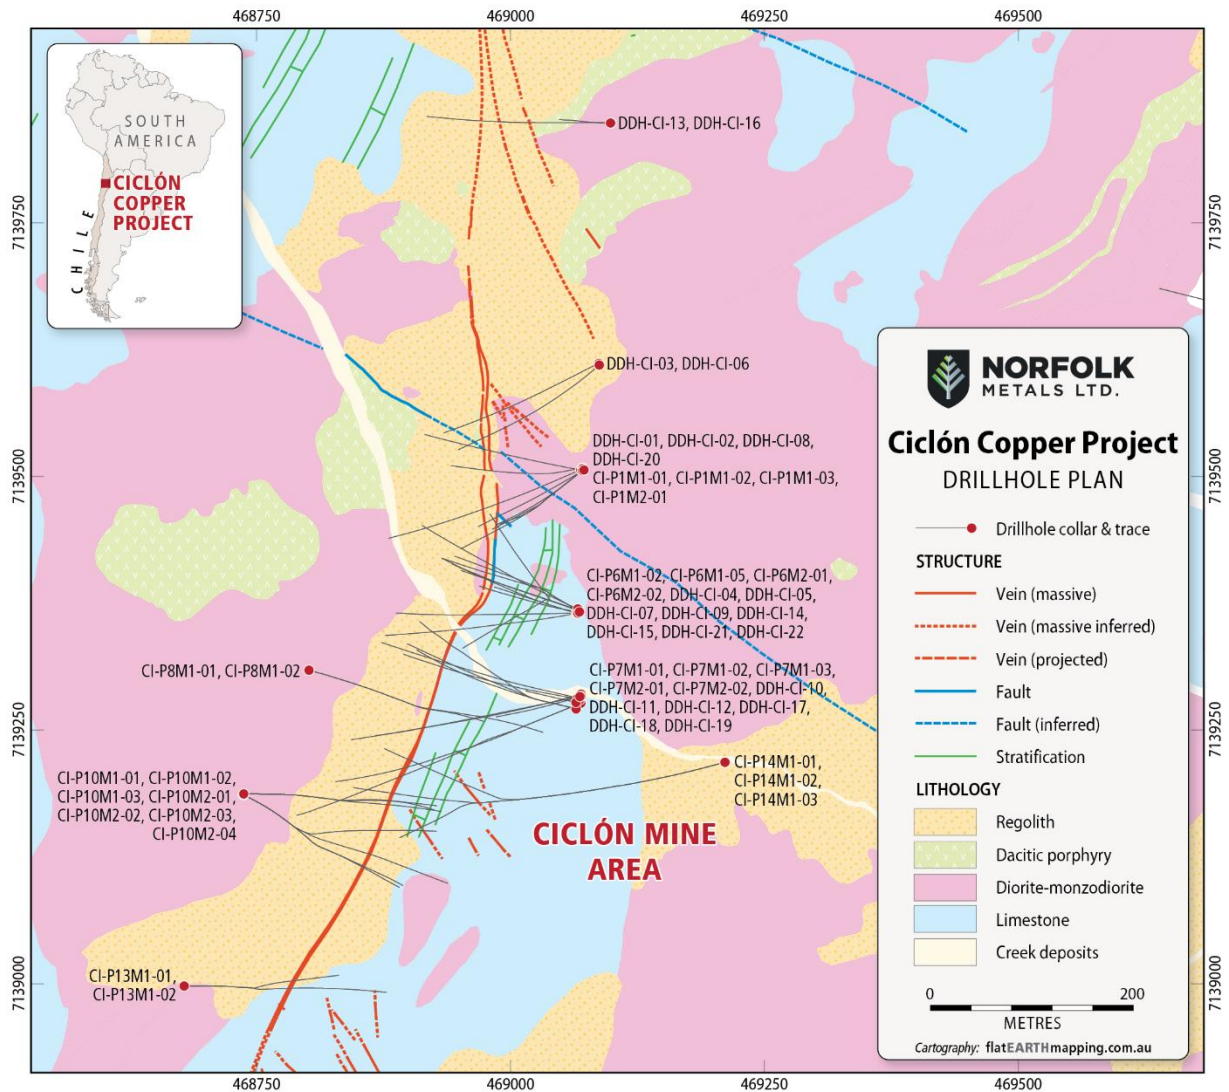 468750
469000
469250
469500
SOUTH
AMERICA
CICLÓN
COPPER
PROJECT
CHILE
7139750
7139500
7139250
7139000
DDH-CI-13, DDH-CI-16
DDH-CI-03, DDH-CI-06
DDH-CI-01, DDH-CI-02, DDH-CI-08,
DDH-CI-20
CI-P1M1-01, CI-P1M1-02, CI-P1M1-03,
CI-P1M2-01
CI-P6M1-02, CI-P6M1-05, CI-P6M2-01,
CI-P6M2-02, DDH-CI-04, DDH-CI-05,
DDH-CI-07, DDH-CI-09, DDH-CI-14,
DDH-CI-15, DDH-CI-21, DDH-CI-22
CI-P8M1-01, CI-P8M1-02
CI-P7M1-01, CI-P7M1-02, CI-P7M1-03,
CI-P7M2-01, CI-P7M2-02, DDH-CI-10,
DDH-CI-11, DDH-CI-12, DDH-CI-17,
DDH-CI-18, DDH-CI-19
CI-P14M1-01,
CI-P14M1-02,
CI-P14M1-03
CI-P10M1-01, CI-P10M1-02,
CI-P10M1-03, CI-P10M2-01,
CI-P10M2-02, CI-P10M2-03,
CI-P10M2-04
CICLÓN MINE
AREA
CI-P13M1-01,
CI-P13M1-02
NORFOLK
METALS LTD.
Ciclón Copper Project
DRILLHOLE PLAN
Drillhole collar & trace
STRUCTURE
Vein (massive)
Vein (massive inferred)
Vein (projected)
Fault
Fault (inferred)
Stratification
LITHOLOGY
Regolith
Dacitic porphyry
Diorite-monzodiorite
Limestone
Creek deposits
0 200
METRES
Cartography: flatEARTHmapping.com.au
7139750
7139500
7139250
7139000
468750
469000
469250
469500